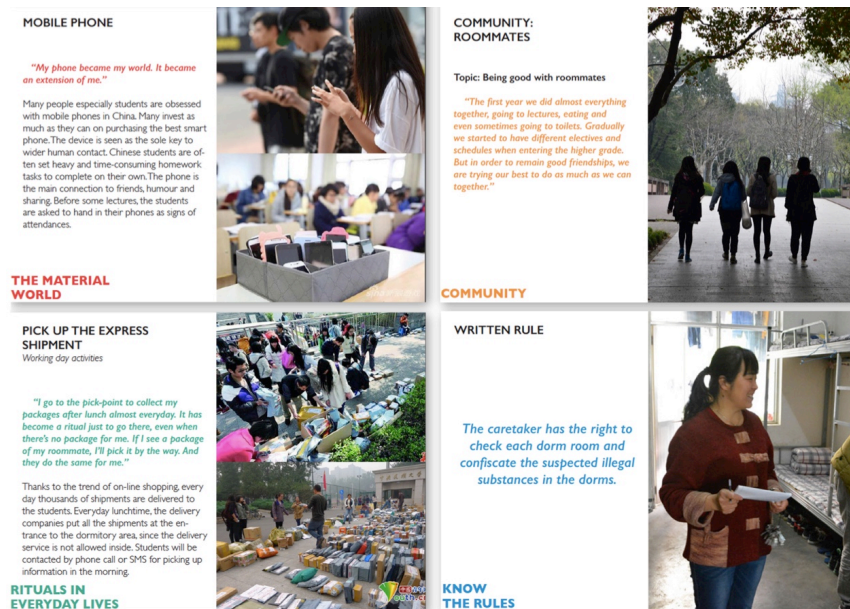 MOBILE PHONE
"My phone became my world. It became
an extension of me."
Many people especially students are obsessed
with mobile phones in China. Many invest as
much as they can on purchasing the best smart
phone. The device is seen as the sole key to
wider human contact. Chinese students are of-
ten set heavy and time-consuming homework
tasks to complete on their own. The phone is
the main connection to friends, humour and
sharing. Before some lectures, the students
are asked to hand in their phones as signs of
attendances.
THE MATERIAL
WORLD
COMMUNITY:
ROOMMATES
Topic: Being good with roommates
"The first year we did almost everything
together, going to lectures, eating and
even sometimes going to toilets. Gradually
we started to have different electives and
schedules when entering the higher grade.
But in order to remain good friendships, we
are trying our best to do as much as we can
together."
COMMUNITY
PICK UP THE EXPRESS
SHIPMENT
Working day activities
"I go to the pick-point to collect my
packages after lunch almost everyday. It has
become a ritual just to go there, even when
there's no package for me. If I see a package
of my roommate, I'll pick it by the way. And
they do the same for me."
Thanks to the trend of on-line shopping, every
day thousands of shipments are delivered to
the students. Everyday lunchtime, the delivery
companies put all the shipments at the en-
trance to the dormitory area, since the delivery
service is not allowed inside. Students will be
contacted by phone call or SMS for picking up
information in the morning.
RITUALS IN
EVERYDAY LIVES
WRITTEN RULE
The caretaker has the right to
check each dorm room and
confiscate the suspected illegal
substances in the dorms.
KNOW
THE RULES